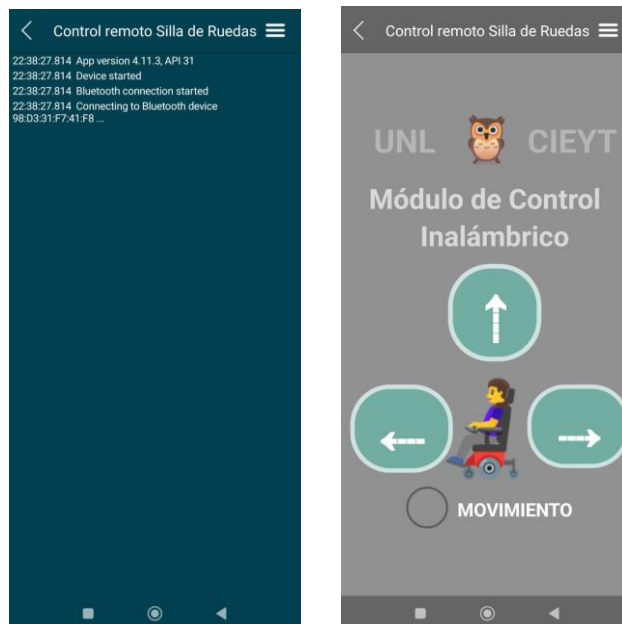 Control remoto Silla de Ruedas
22:38:27.814 App version 4.11.3, API 31
22:38:27.814 Device started
22:38:27.814 Bluetooth connection started
22:38:27.814 Connecting to Bluetooth device
98:D3:31:F7:41:F8 ...
Control remoto Silla de Ruedas
UNL CIEYT
Módulo de Control
Inalámbrico
MOVIMIENTO